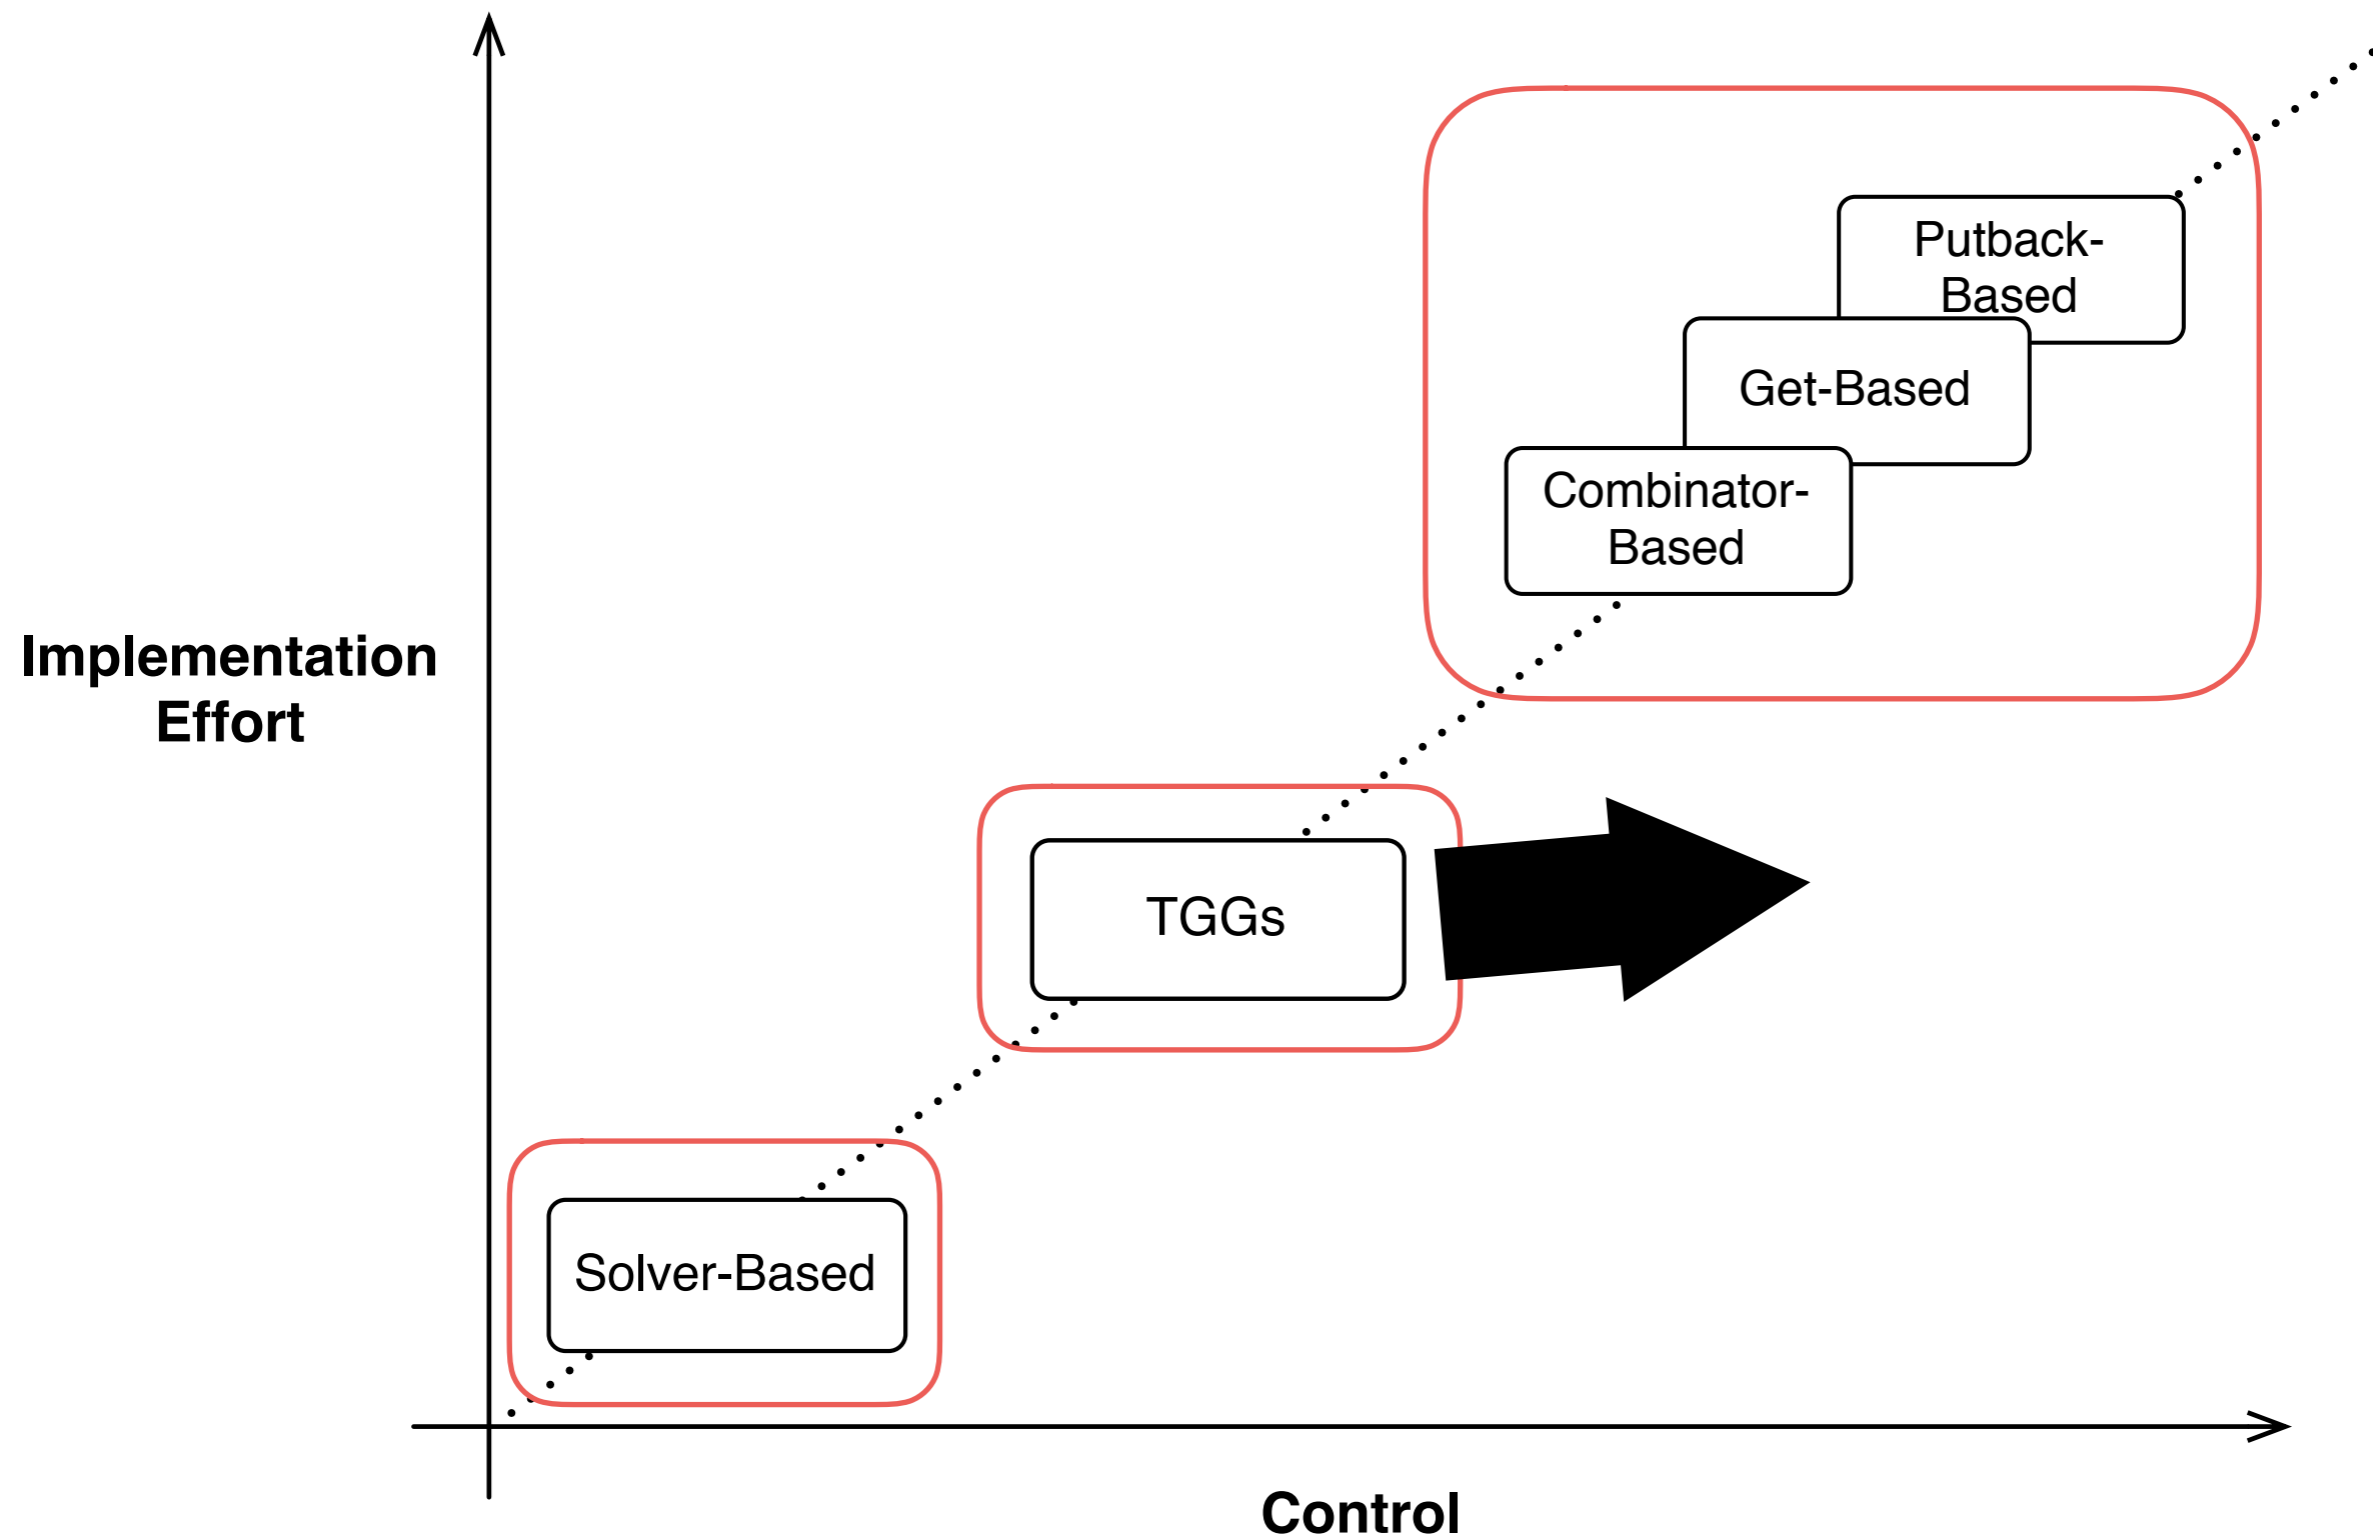 Putback-
Based
Get-Based
Combinator-
Based
Implementation
Effort
TGGs
Solver-Based
Control